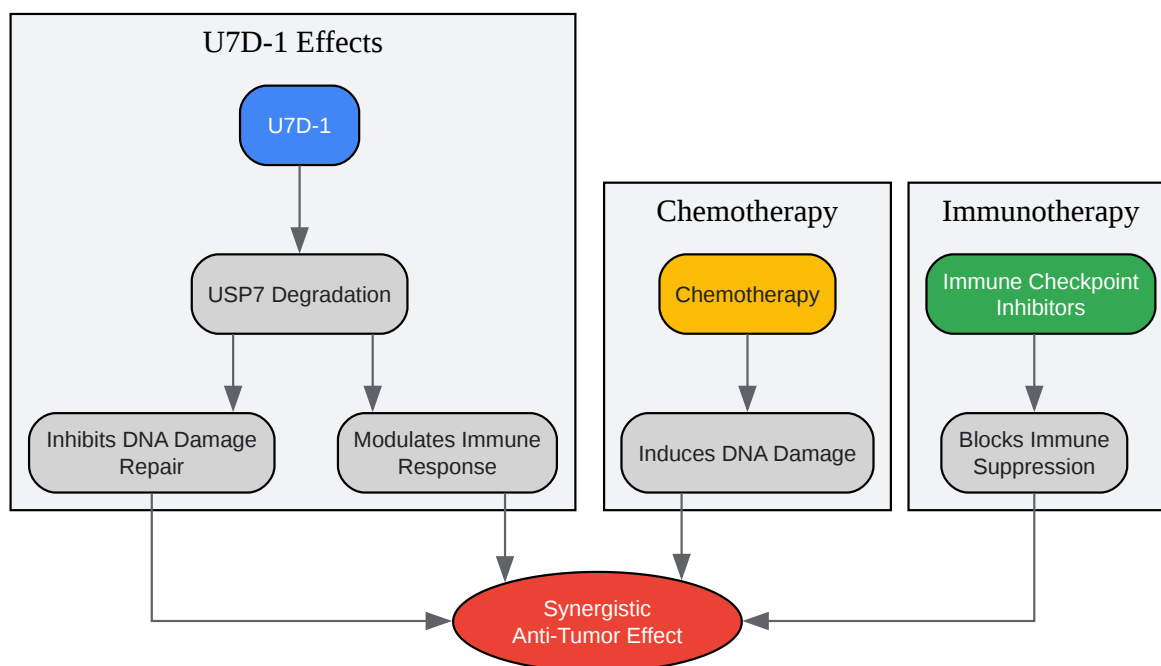 U7D-1 Effects
U7D-1
USP7 Degradation
Inhibits DNA Damage
Repair
Modulates Immune
Response
Chemotherapy
Chemotherapy
Induces DNA Damage
Immunotherapy
Immune Checkpoint
Inhibitors
Blocks Immune
Suppression
Synergistic
Anti-Tumor Effect